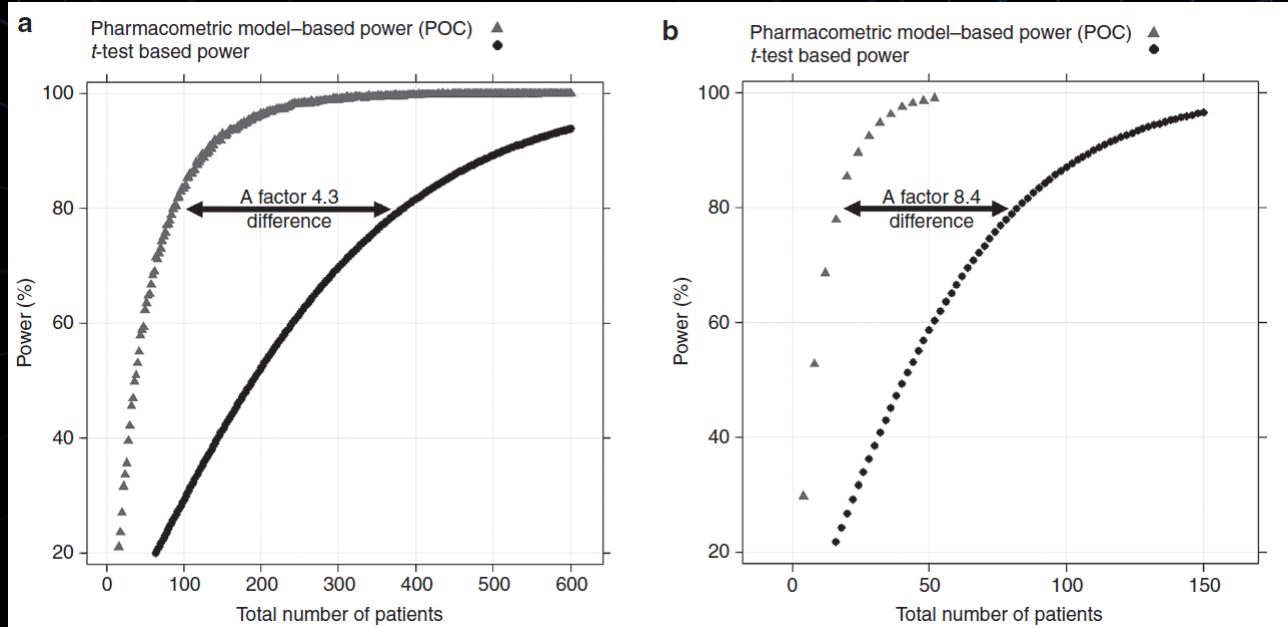 a
Pharmacometric model–based power (POC)
t-test based power
100
80
60
40
20
Power (%)
A factor 4.3
difference
0
100
200
300
400
500
600
Total number of patients
b
Pharmacometric model–based power (POC)
t-test based power
100
80
60
40
20
Power (%)
A factor 8.4
difference
0
50
100
150
Total number of patients